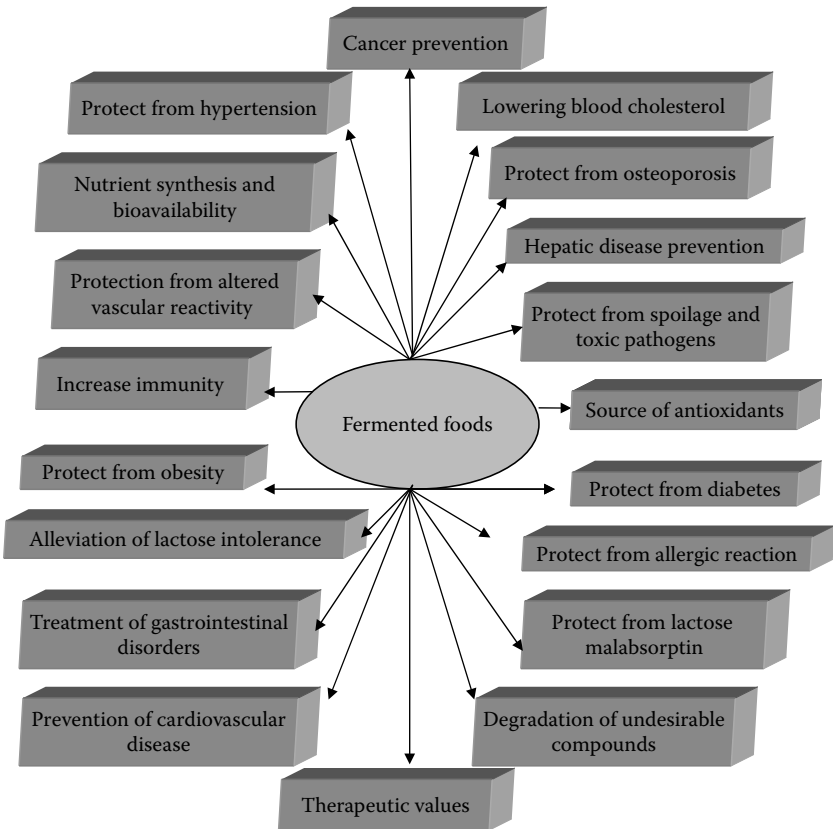 Cancer prevention
Protect from hypertension
Lowering blood cholesterol
Nutrient synthesis and
bioavailability
Protect from osteoporosis
Hepatic disease prevention
Protection from altered
vascular reactivity
Protect from spoilage and
toxic pathogens
Increase immunity
Fermented foods
Source of antioxidants
Protect from obesity
Protect from diabetes
Alleviation of lactose intolerance
Protect from allergic reaction
Treatment of gastrointestinal
disorders
Protect from lactose
malabsorptin
Prevention of cardiovascular
disease
Degradation of undesirable
compounds
Therapeutic values